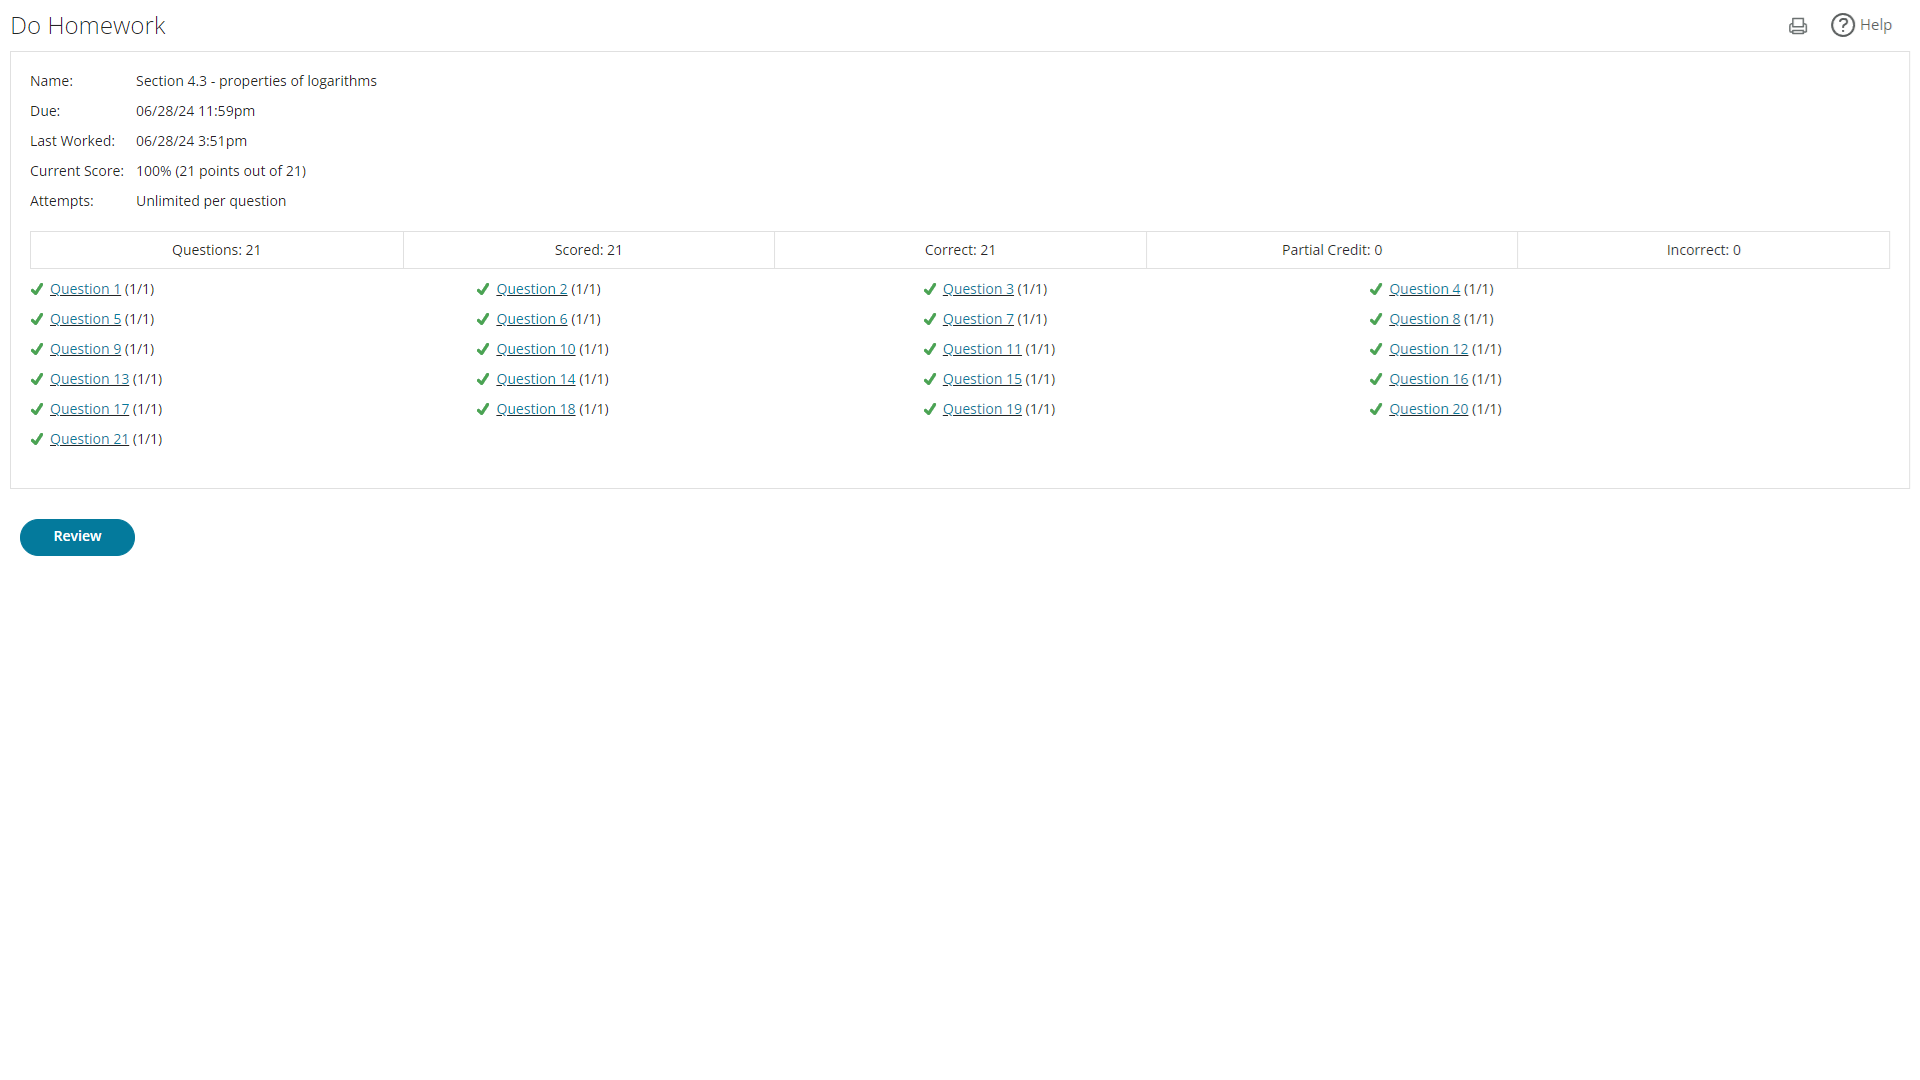 Do Homework
Help
Name: Section 4.3 - properties of logarithms
Due: 06/28/24 11:59pm
Last Worked: 06/28/24 3:51pm
Current Score: 100% (21 points out of 21)
Attempts: Unlimited per question
Questions: 21 Scored: 21 Correct: 21 Partial Credit: 0 Incorrect: 0
Question 1 (1/1) Question 2 (1/1) Question 3 (1/1) Question 4 (1/1)
Question 5 (1/1) Question 6 (1/1) Question 7 (1/1) Question 8 (1/1)
Question 9 (1/1) Question 10 (1/1) Question 11 (1/1) Question 12 (1/1)
Question 13 (1/1) Question 14 (1/1) Question 15 (1/1) Question 16 (1/1)
Question 17 (1/1) Question 18 (1/1) Question 19 (1/1) Question 20 (1/1)
Question 21 (1/1)
Review